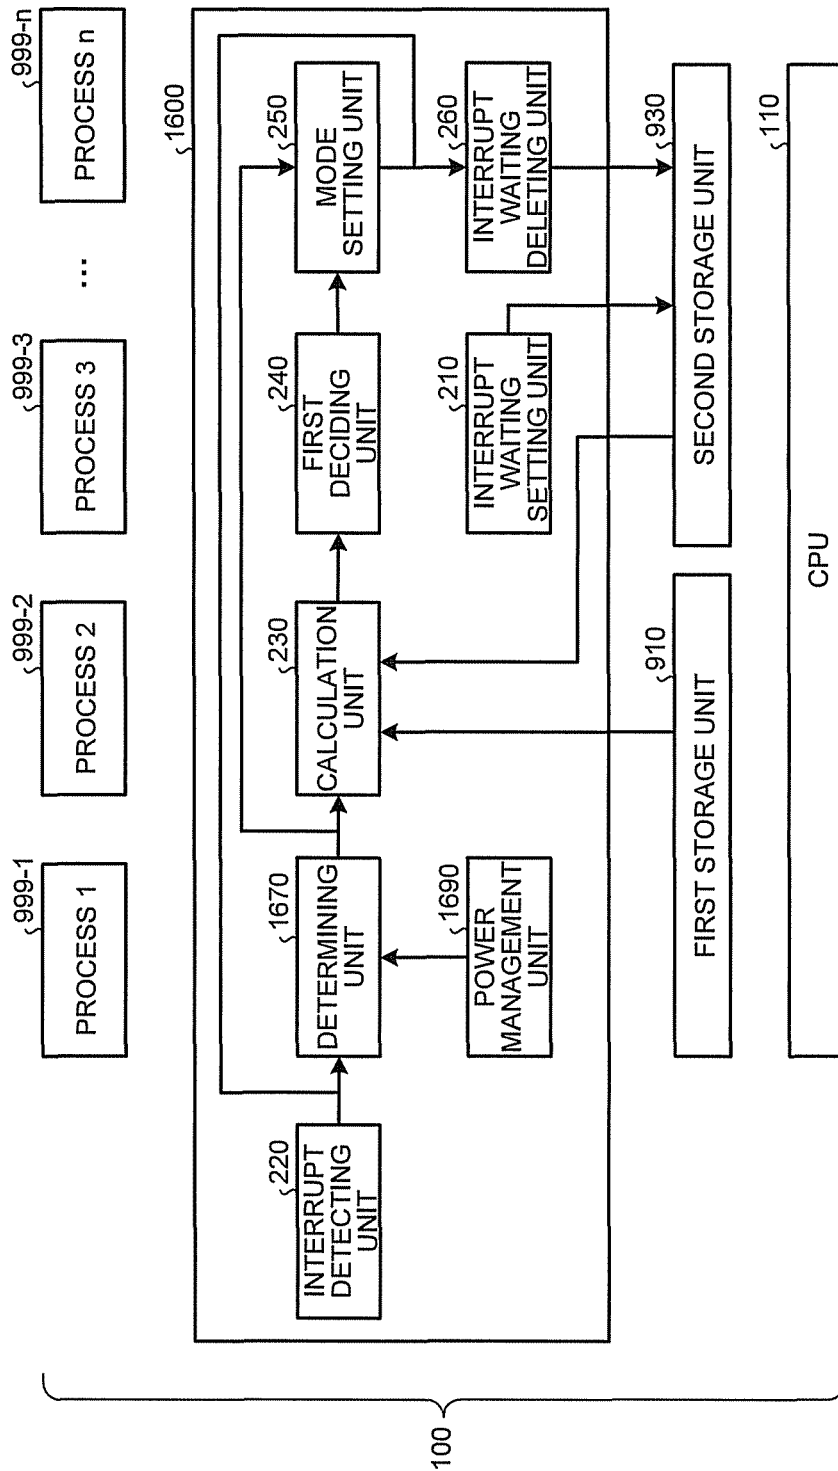 999-1
PROCESS 1
999-2
PROCESS 2
999-3
PROCESS 3
...
999-n
PROCESS n
1600
220
INTERRUPT
DETECTING
UNIT
1670
DETERMINING
UNIT
230
CALCULATION
UNIT
240
FIRST
DECIDING
UNIT
250
MODE
SETTING UNIT
1690
POWER
MANAGEMENT
UNIT
210
INTERRUPT
WAITING
SETTING UNIT
260
INTERRUPT
WAITING
DELETING UNIT
910
FIRST STORAGE UNIT
930
SECOND STORAGE UNIT
110
CPU
100